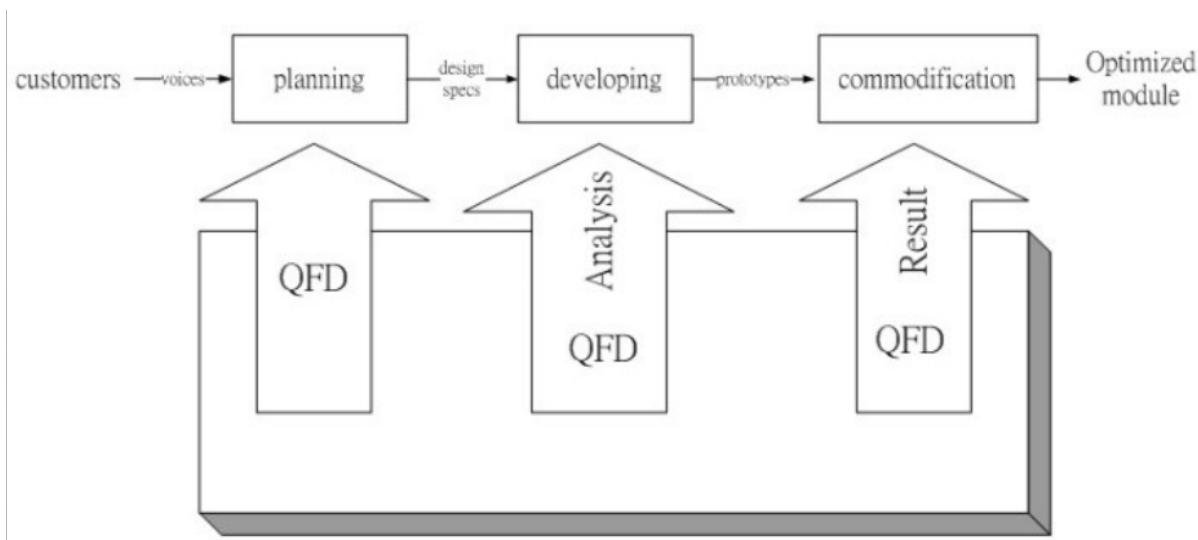 customers
voices
planning
design
specs
developing
prototypes
commodification
Optimized
module
QFD
Analysis
QFD
Result
QFD